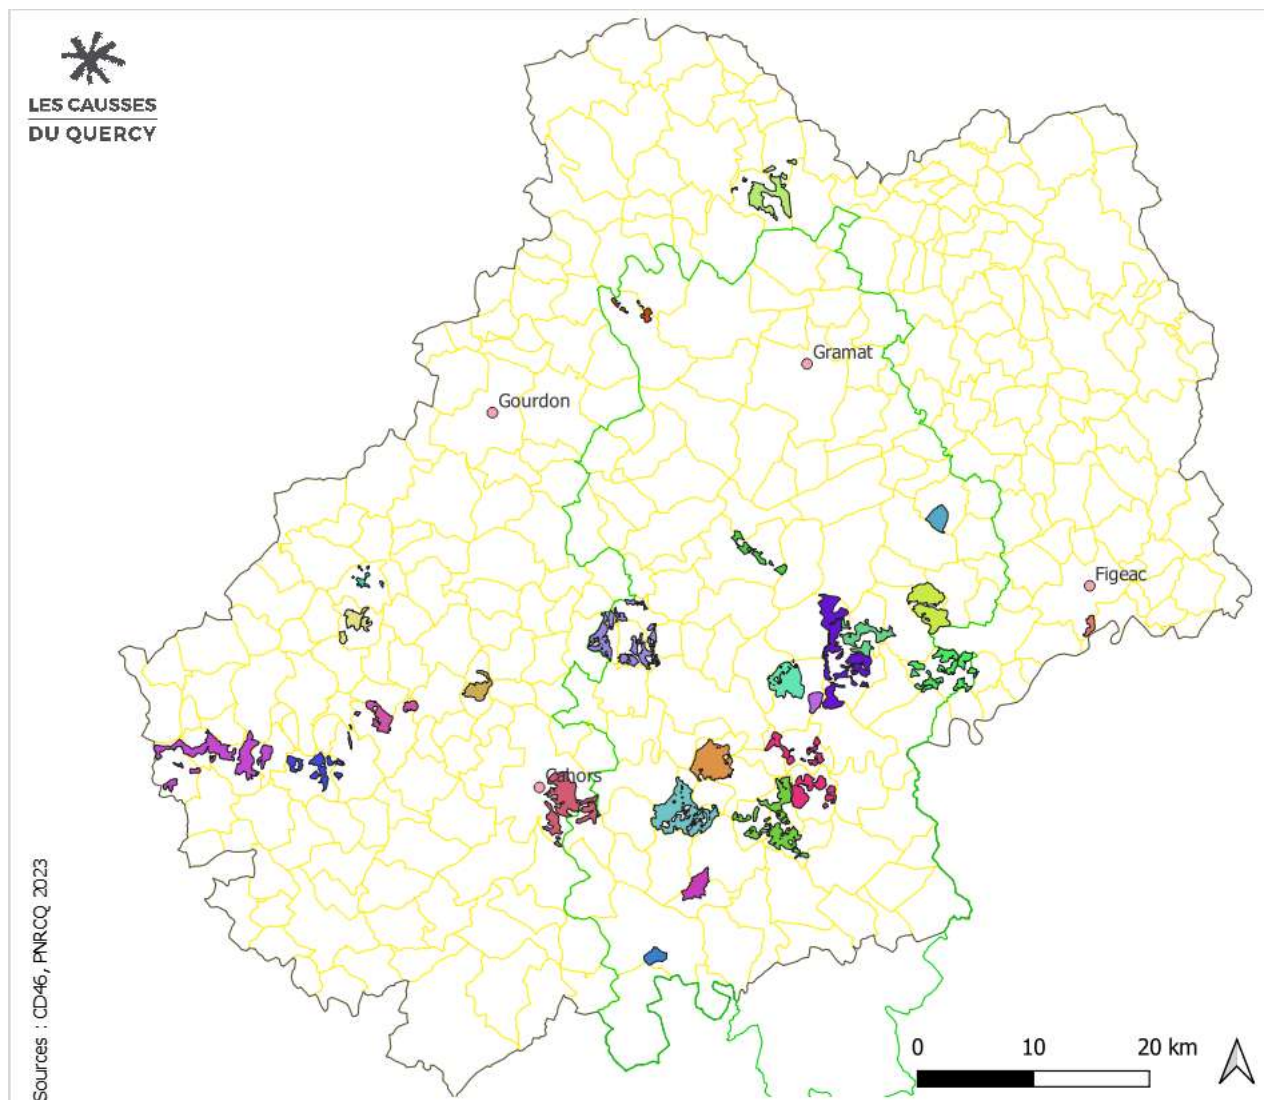 LES CAUSSES
DU QUERCY
Gramat
Gourdon
Figeac
Cahors
Sources : CD46, PNRCQ 2023
0 10 20 km